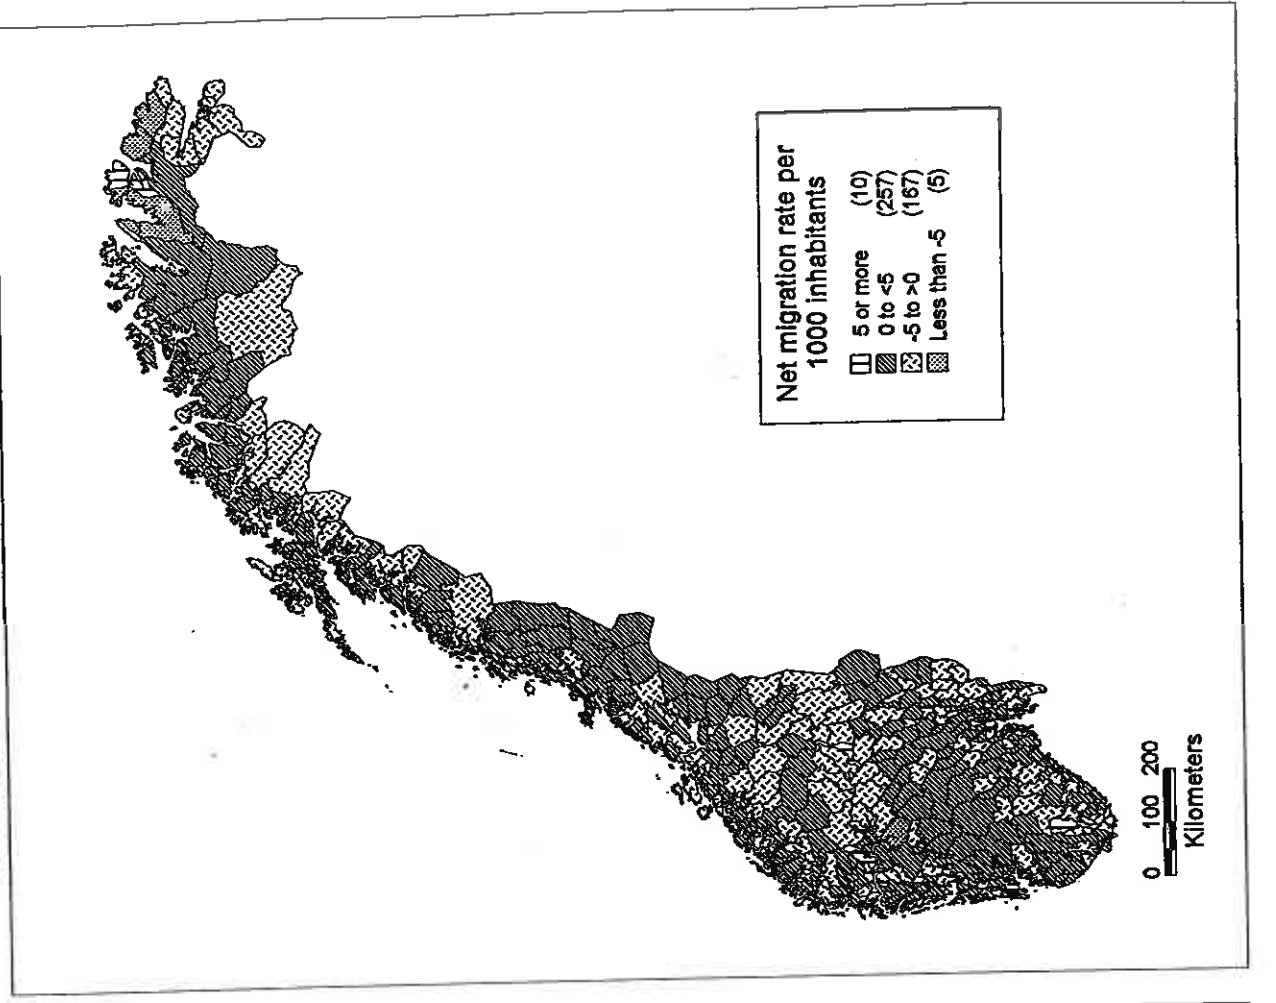 Net migration rate per
1000 inhabitants
5 or more (10)
0 to <5 (257)
-5 to >0 (167)
Less than -5 (5)
0 100 200
Kilometers